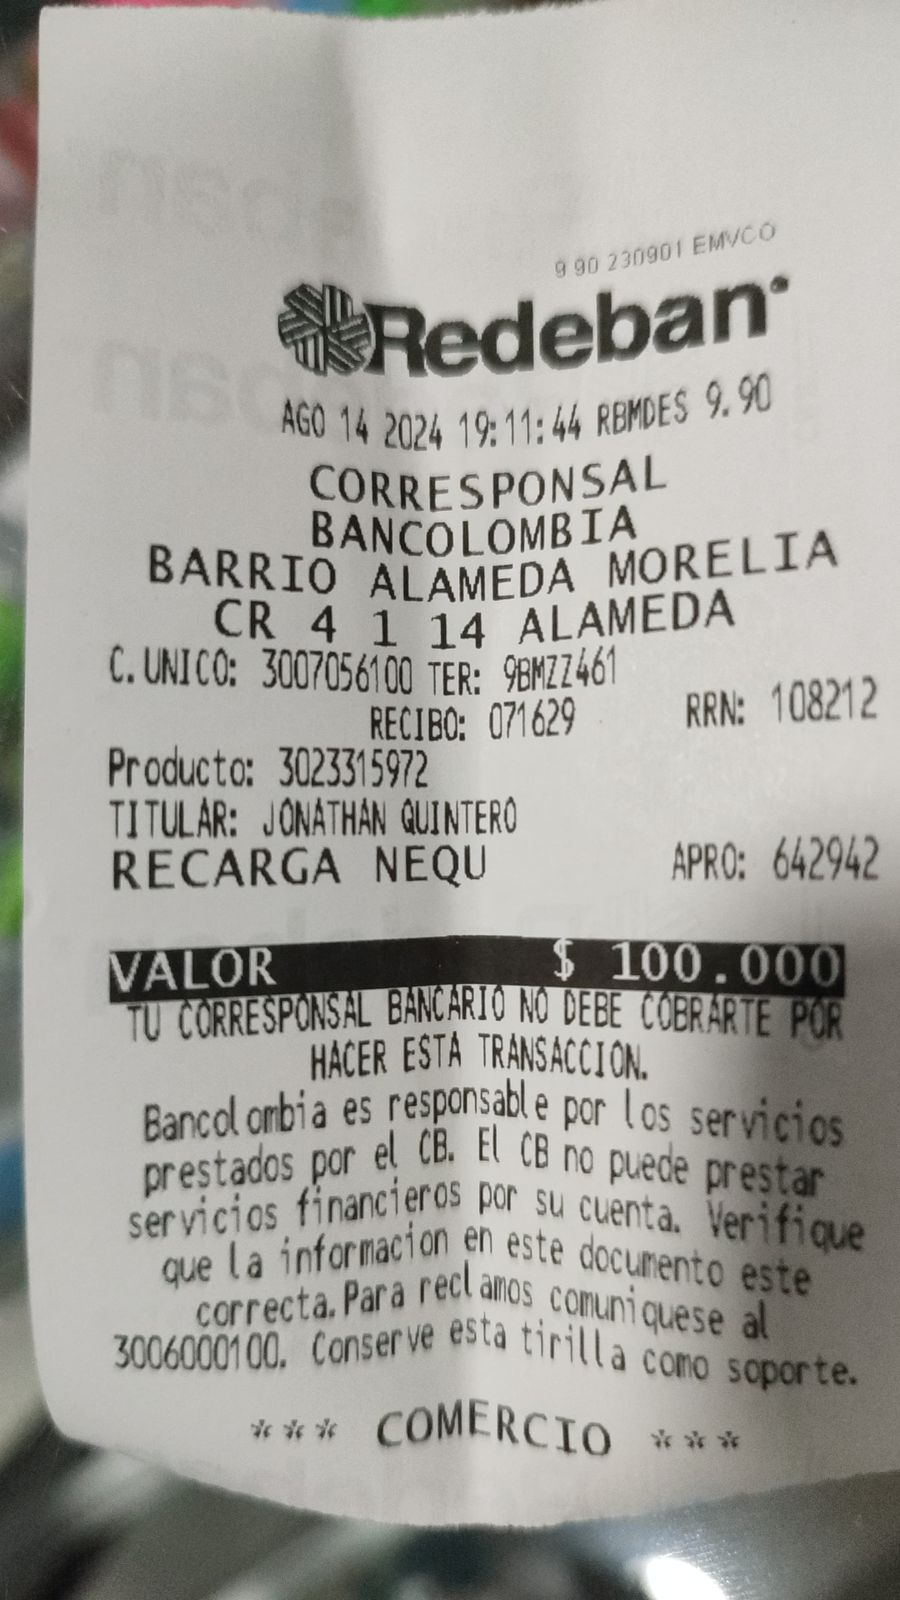 9 90 230901 EMVCO
Redeban
AGO 14 2024 19:11:44 RBMDES 9.90
CORRESPONSAL
BANCOLOMBIA
BARRIO ALAMEDA MORELIA
CR 4 1 14 ALAMEDA
C.UNICO: 3007056100 TER: 9BMZZ461
RECIBO: 071629 RRN: 108212
Producto: 3023315972
TITULAR: JONATHAN QUINTERO
RECARGA NEQU APRO: 642942
VALOR $ 100.000
TU CORRESPONSAL BANCARIO NO DEBE COBRARTE POR
HACER ESTA TRANSACCION.
Bancolombia es responsable por los servicios
prestados por el CB. El CB no puede prestar
servicios financieros por su cuenta. Verifique
que la informacion en este documento este
correcta. Para reclamos comuniquese al
3006000100. Conserve esta tirilla como soporte.
*** COMERCIO ***